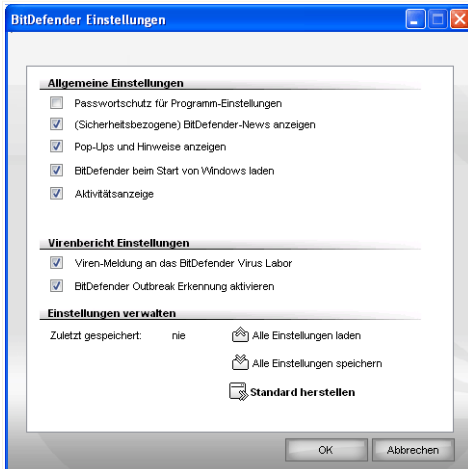 BitDefender Einstellungen
Allgemeine Einstellungen
Passwortschutz für Programm-Einstellungen
(Sicherheitsbezogene) BitDefender-News anzeigen
Pop-Ups und Hinweise anzeigen
BitDefender beim Start von Windows laden
Aktivitätsanzeige
Virenbericht Einstellungen
Viren-Meldung an das BitDefender Virus Labor
BitDefender Outbreak Erkennung aktivieren
Einstellungen verwalten
Zuletzt gespeichert: nie Alle Einstellungen laden
Alle Einstellungen speichern
Standard herstellen
OK Abbrechen